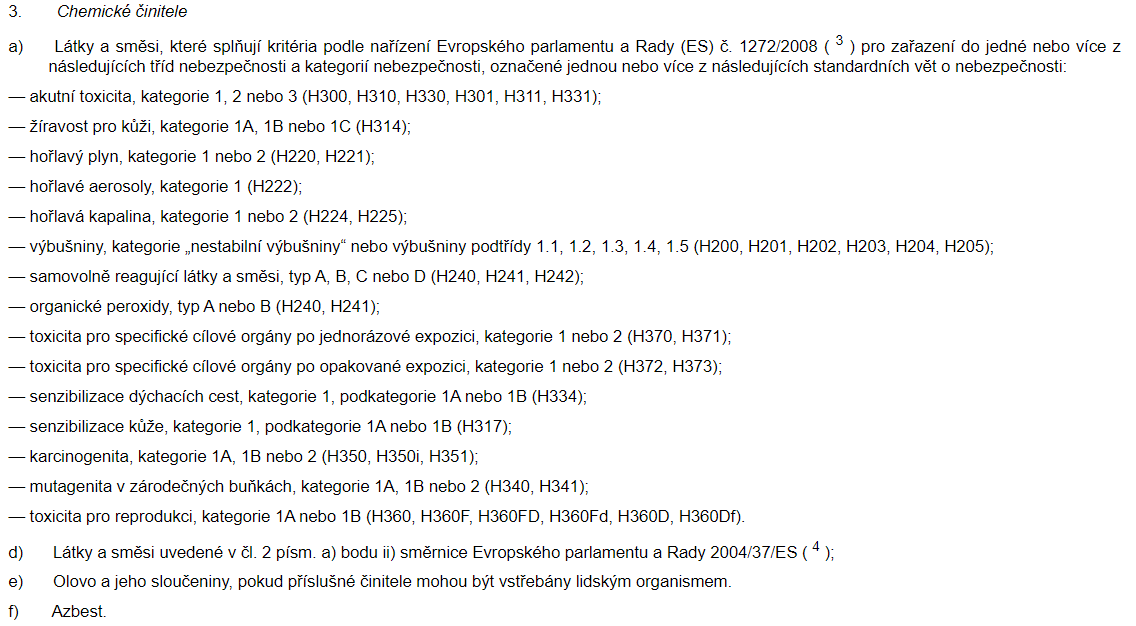 3. Chemické činitele
a) Látky a směsi, které splňují kritéria podle nařízení Evropského parlamentu a Rady (ES) č. 1272/2008 ( 3 ) pro zařazení do jedné nebo více z
následujících tříd nebezpečnosti a kategorií nebezpečnosti, označené jednou nebo více z následujících standardních vět o nebezpečnosti:
— akutní toxicita, kategorie 1, 2 nebo 3 (H300, H310, H330, H301, H311, H331);
— žíravost pro kůži, kategorie 1A, 1B nebo 1C (H314);
— hořlavý plyn, kategorie 1 nebo 2 (H220, H221);
— hořlavé aerosoly, kategorie 1 (H222);
— hořlavá kapalina, kategorie 1 nebo 2 (H224, H225);
— výbušniny, kategorie „nestabilní výbušniny“ nebo výbušniny podtřídy 1.1, 1.2, 1.3, 1.4, 1.5 (H200, H201, H202, H203, H204, H205);
— samovolně reagující látky a směsi, typ A, B, C nebo D (H240, H241, H242);
— organické peroxidy, typ A nebo B (H240, H241);
— toxicita pro specifické cílové orgány po jednorázové expozici, kategorie 1 nebo 2 (H370, H371);
— toxicita pro specifické cílové orgány po opakované expozici, kategorie 1 nebo 2 (H372, H373);
— senzibilizace dýchacích cest, kategorie 1, podkategorie 1A nebo 1B (H334);
— senzibilizace kůže, kategorie 1, podkategorie 1A nebo 1B (H317);
— karcinogenita, kategorie 1A, 1B nebo 2 (H350, H350i, H351);
— mutagenita v zárodečných buňkách, kategorie 1A, 1B nebo 2 (H340, H341);
— toxicita pro reprodukci, kategorie 1A nebo 1B (H360, H360F, H360FD, H360Fd, H360D, H360Df).
d) Látky a směsi uvedené v čl. 2 písm. a) bodu ii) směrnice Evropského parlamentu a Rady 2004/37/ES ( 4 );
e) Olovo a jeho sloučeniny, pokud příslušné činitele mohou být vstřebány lidským organismem.
f) Azbest.